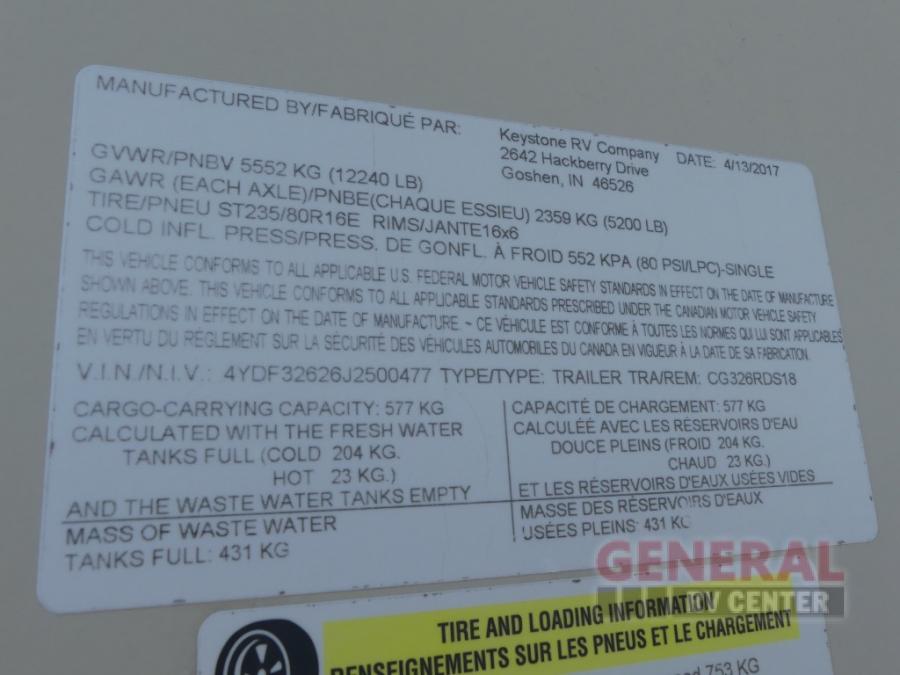 MANUFACTURED BY/FABRIQUÉ PAR:
Keystone RV Company
2642 Hackberry Drive
Goshen, IN 46526
DATE: 4/13/2017
GVWR/PNBV 5552 KG (12240 LB)
GAWR (EACH AXLE)/PNBE(CHAQUE ESSIEU) 2359 KG (5200 LB)
TIRE/PNEU ST235/80R16E RIMS/JANTE16x6
COLD INFL. PRESS/PRESS. DE GONFL. À FROID 552 KPA (80 PSI/LPC)-SINGLE
THIS VEHICLE CONFORMS TO ALL APPLICABLE U.S. FEDERAL MOTOR VEHICLE SAFETY STANDARDS IN EFFECT ON THE DATE OF MANUFACTURE
SHOWN ABOVE. THIS VEHICLE CONFORMS TO ALL APPLICABLE STANDARDS PRESCRIBED UNDER THE CANADIAN MOTOR VEHICLE SAFETY
REGULATIONS IN EFFECT ON THE DATE OF MANUFACTURE. ~ CE VÉHICULE EST CONFORME À TOUTES LES NORMES QUI LUI SONT APPLICABLES
EN VERTU DU RÈGLEMENT SUR LA SÉCURITÉ DES VÉHICULES AUTOMOBILES DU CANADA EN VIGUEUR À LA DATE DE SA FABRICATION.
V.I.N./N.I.V.: 4YDF32626J2500477 TYPE/TYPE: TRAILER TRA/REM: CG326RDS18
CARGO-CARRYING CAPACITY: 577 KG
CALCULATED WITH THE FRESH WATER
TANKS FULL (COLD 204 KG.
HOT 23 KG.)
AND THE WASTE WATER TANKS EMPTY
MASS OF WASTE WATER
TANKS FULL: 431 KG
CAPACITÉ DE CHARGEMENT: 577 KG
CALCULÉE AVEC LES RÉSERVOIRS D'EAU
DOUCE PLEINS (FROID 204 KG.
CHAUD 23 KG.)
ET LES RÉSERVOIRS D'EAUX USÉES VIDES
MASSE DES RÉSERVOIRS D'EAUX
USÉES PLEINS: 431 KG
GENERAL
RV CENTER
TIRE AND LOADING INFORMATION
RENSEIGNEMENTS SUR LES PNEUS ET LE CHARGEMENT
753 KG